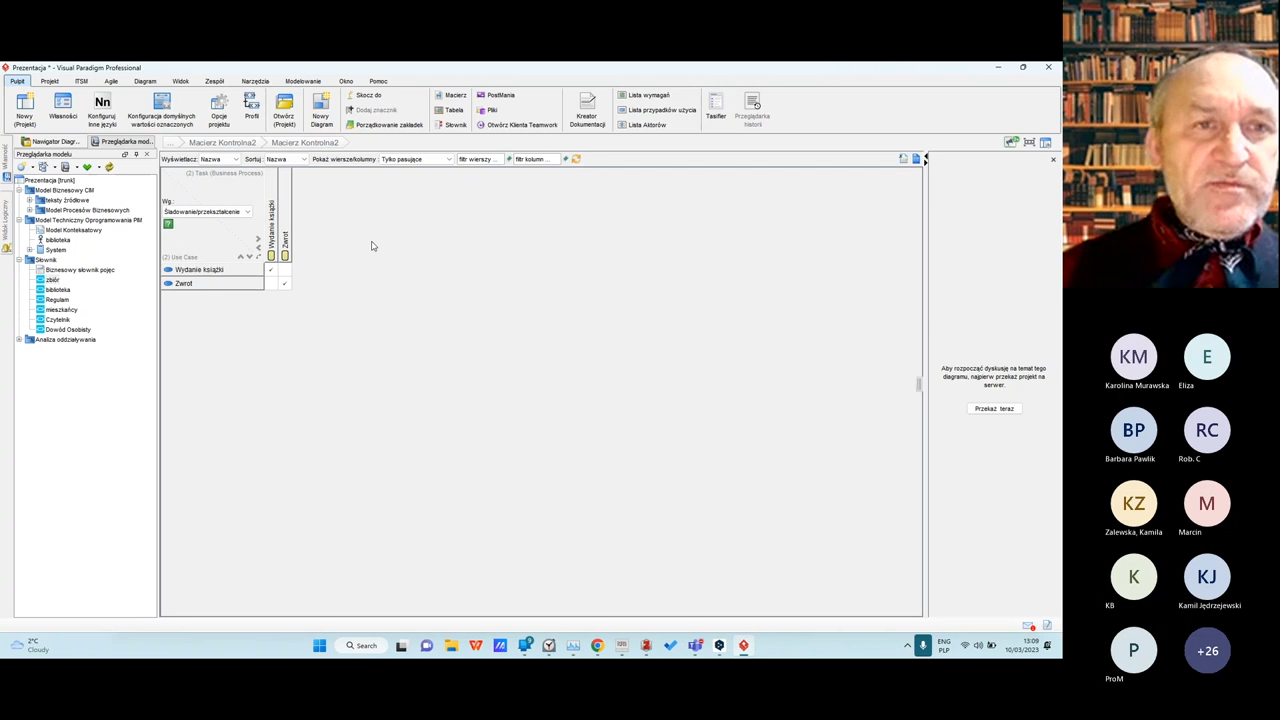 Prezentacja * - Visual Paradigm Professional
Pulpit Projekt ITSM Agile Diagram Widok Zespół Narzędzia Modelowanie Okno Pomoc
Nowy (Projekt)
Własności
Nn
Konfiguruj Inne języki
Konfiguracja domyślnych wartości oznaczonych
Opcje projektu
Profil
Otwórz (Projekt)
Nowy Diagram
Skocz do
Dodaj znacznik
Porządkowanie zakładek
Macierz
Tabela
Słownik
PostMania
Pliki
Otwórz Klienta Teamwork
Kreator Dokumentacji
Lista wymagań
Lista przypadków użycia
Lista Aktorów
Tasifier
Przeglądarka historii
Nawigator Diagr...
Przeglądarka mod...
... Macierz Kontrolna2 Macierz Kontrolna2
Przeglądarka modelu
Własność
Widok Logiczny
Prezentacja [trunk]
Model Biznesowy CIM
teksty źródłowe
Model Procesów Biznesowych
Model Techniczny Oprogramowania PIM
Model Konteksatowy
biblioteka
System
Słownik
Biznesowy słownik pojęc
zbiór
biblioteka
Regulam
mieszkańcy
Czytelnik
Dowód Osobisty
Analiza oddziaływania
Wyświetlacz: Nazwa Sortuj: Nazwa Pokaż wiersze/kolumny: Tylko pasujące filtr wierszy ... filtr kolumn ...
(2) Task (Business Process)
Wg.:
Śladowanie/przekształcenie
?
(2) Use Case
Wydanie książki
Zwrot
Wydanie książki
Zwrot
Aby rozpocząć dyskusję na temat tego
diagramu, najpierw przekaż projekt na
serwer.
Przekaż teraz
2°C
Cloudy
Search
ENG
PLP
13:09
10/03/2023
KM
Karolina Murawska
E
Eliza
BP
Barbara Pawlik
RC
Rob. C
KZ
Zalewska, Kamila
M
Marcin
K
KB
KJ
Kamil Jędrzejewski
P
ProM
+26